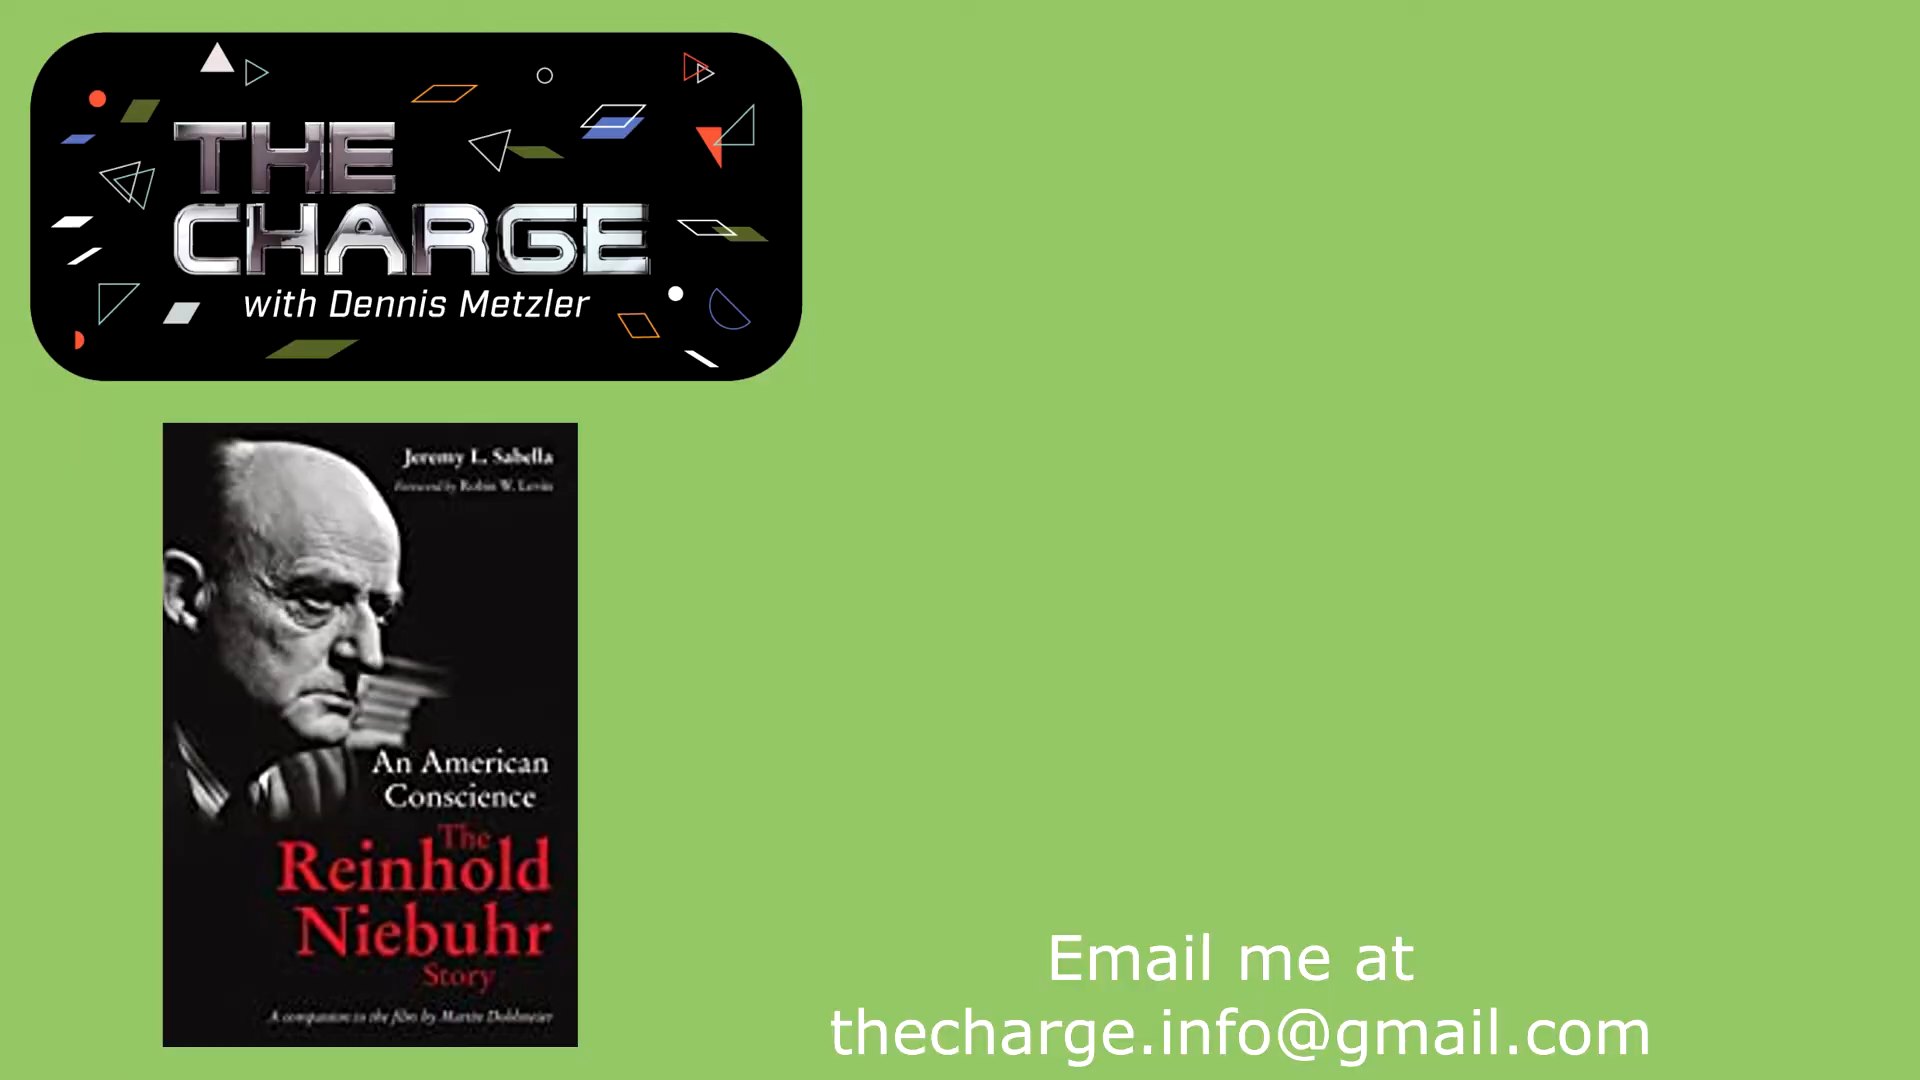 THE
CHARGE
with Dennis Metzler
Jeremy L. Sabella
Foreword by Robin W. Lovin
An American
Conscience
The
Reinhold
Niebuhr
Story
A companion to the film by Martin Doblmeier
Email me at
thecharge.info@gmail.com